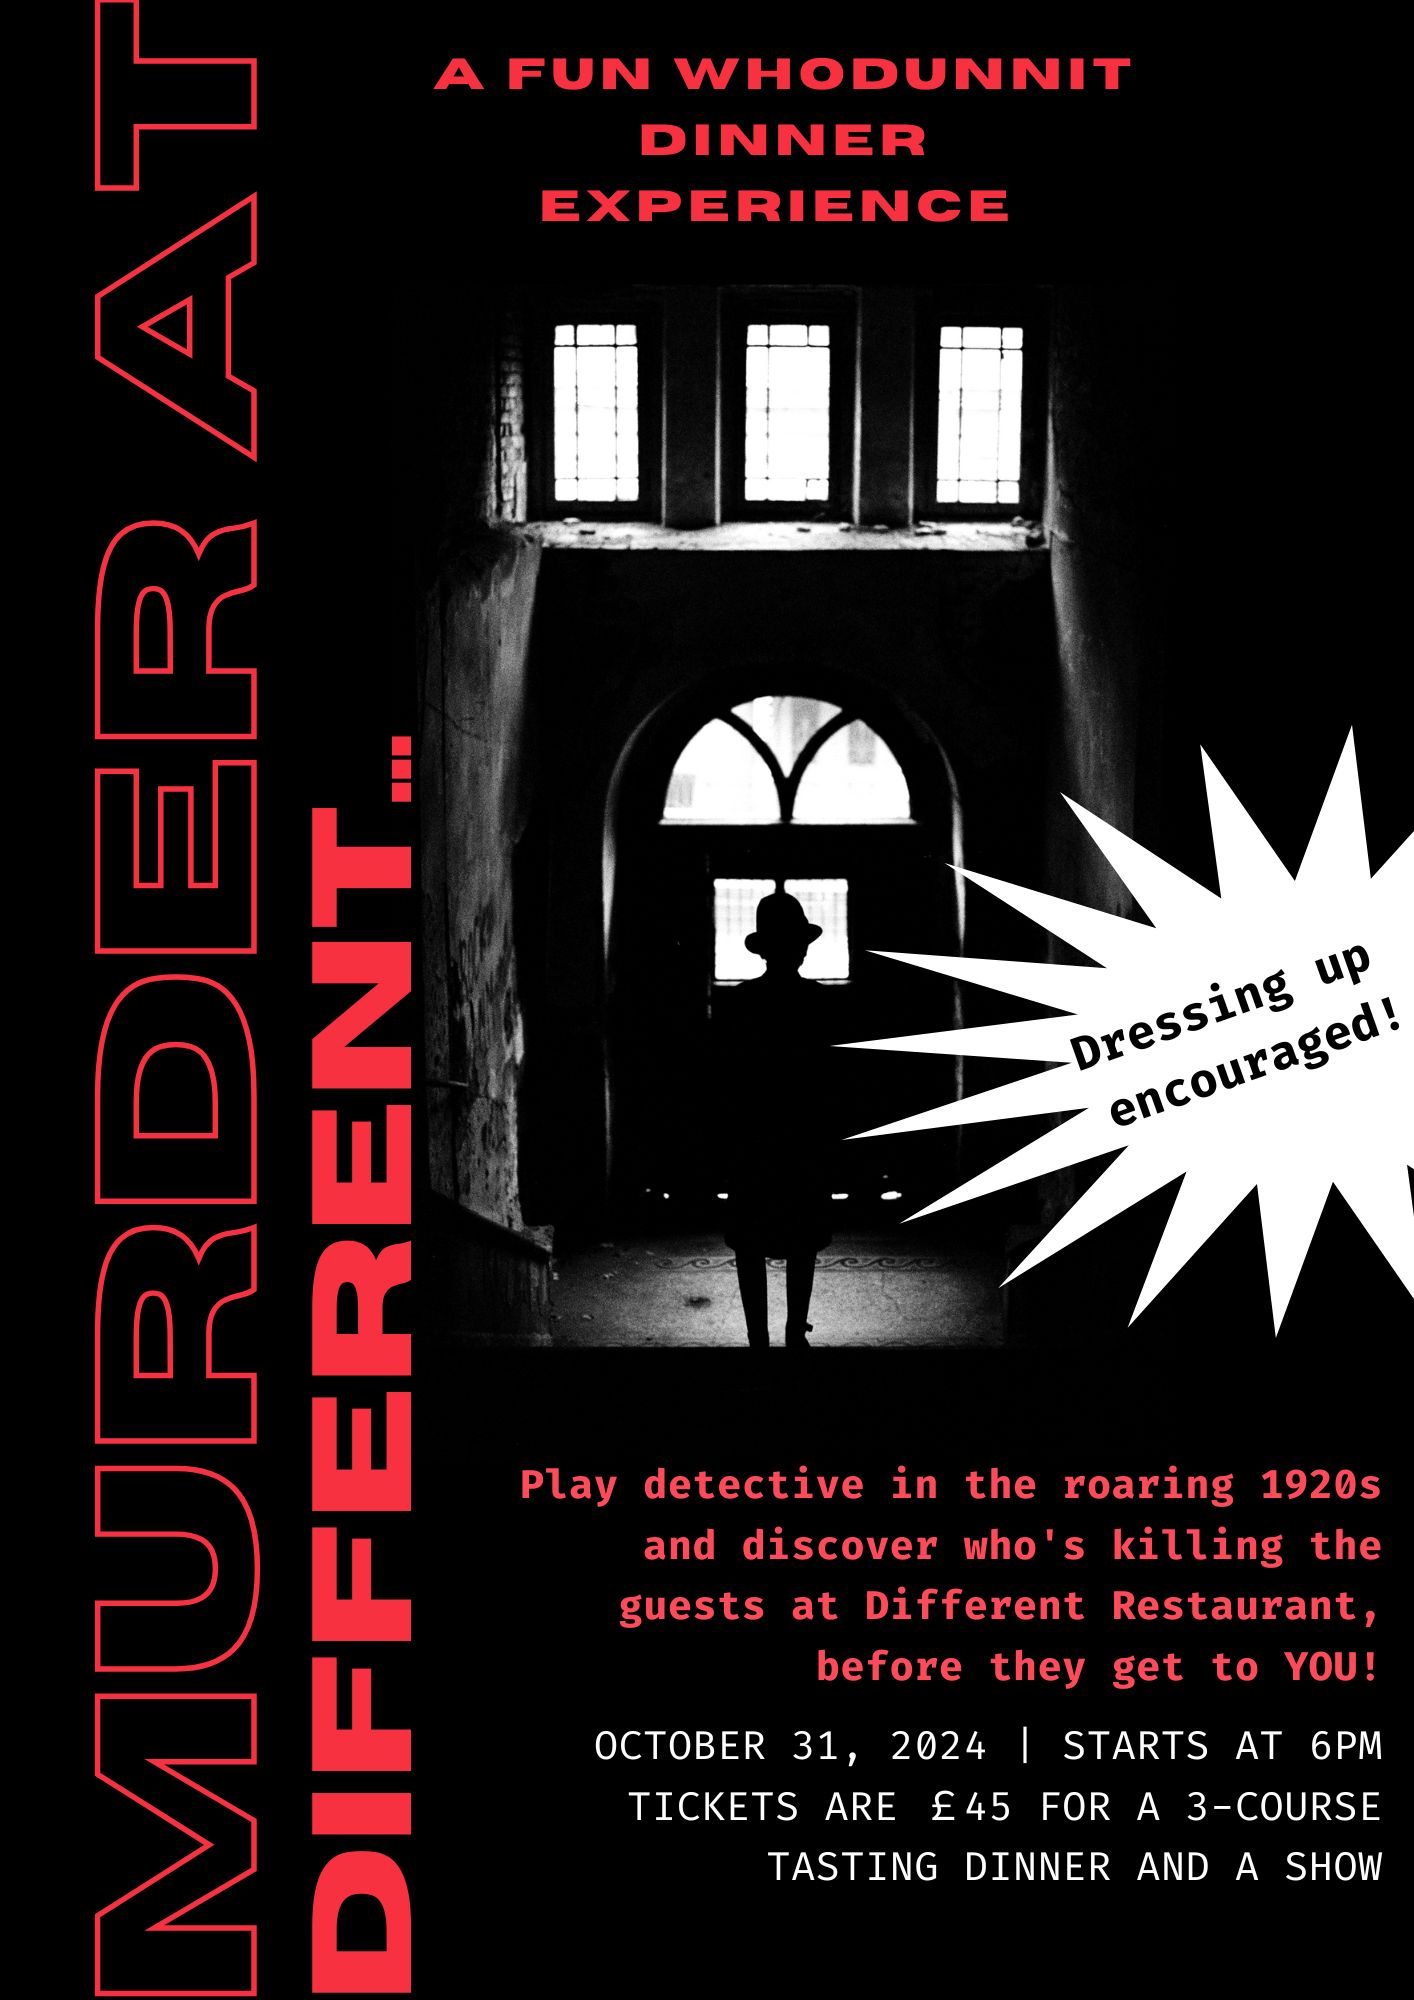 MURDER AT
DIFFERENT...
A FUN WHODUNNIT
DINNER
EXPERIENCE
Dressing up
encouraged!
Play detective in the roaring 1920s
and discover who's killing the
guests at Different Restaurant,
before they get to YOU!
OCTOBER 31, 2024 | STARTS AT 6PM
TICKETS ARE £45 FOR A 3-COURSE
TASTING DINNER AND A SHOW